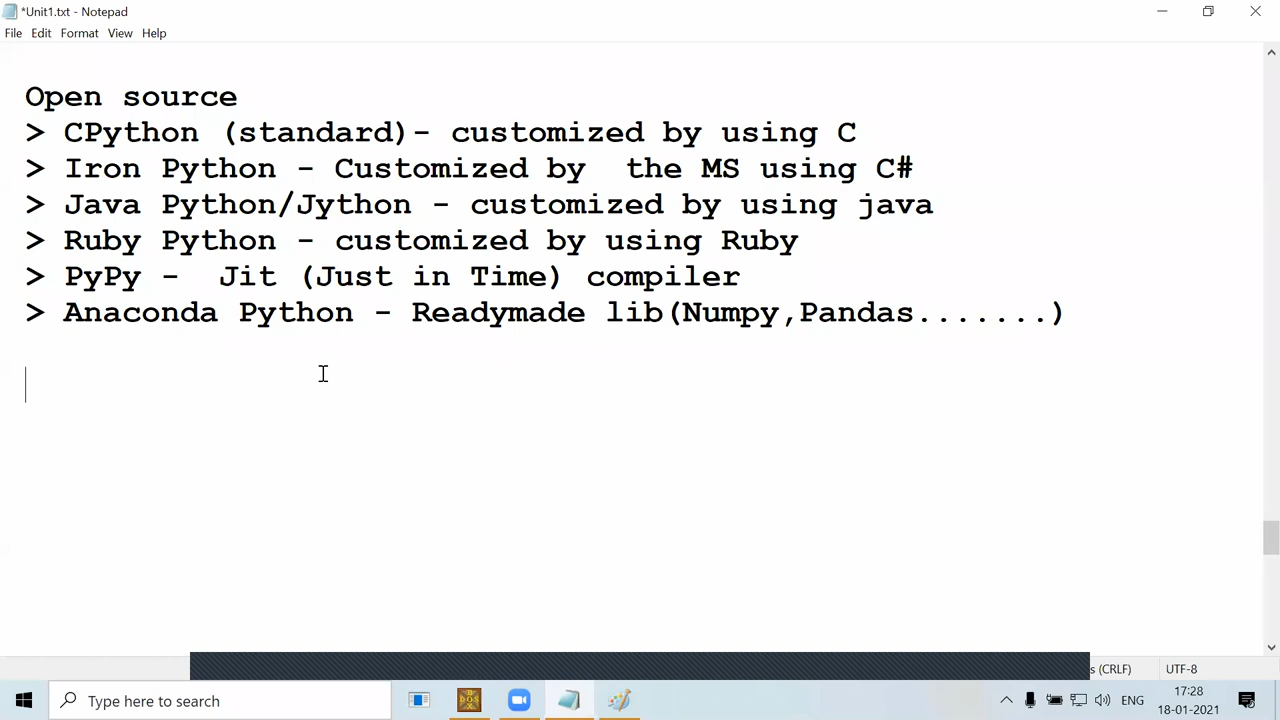 *Unit1.txt - Notepad
File Edit Format View Help
Open source
> CPython (standard)- customized by using C
> Iron Python - Customized by  the MS using C#
> Java Python/Jython - customized by using java
> Ruby Python - customized by using Ruby
> PyPy -  Jit (Just in Time) compiler
> Anaconda Python - Readymade lib(Numpy,Pandas.......)
s (CRLF) UTF-8
Type here to search
DOS
ENG
17:28
18-01-2021